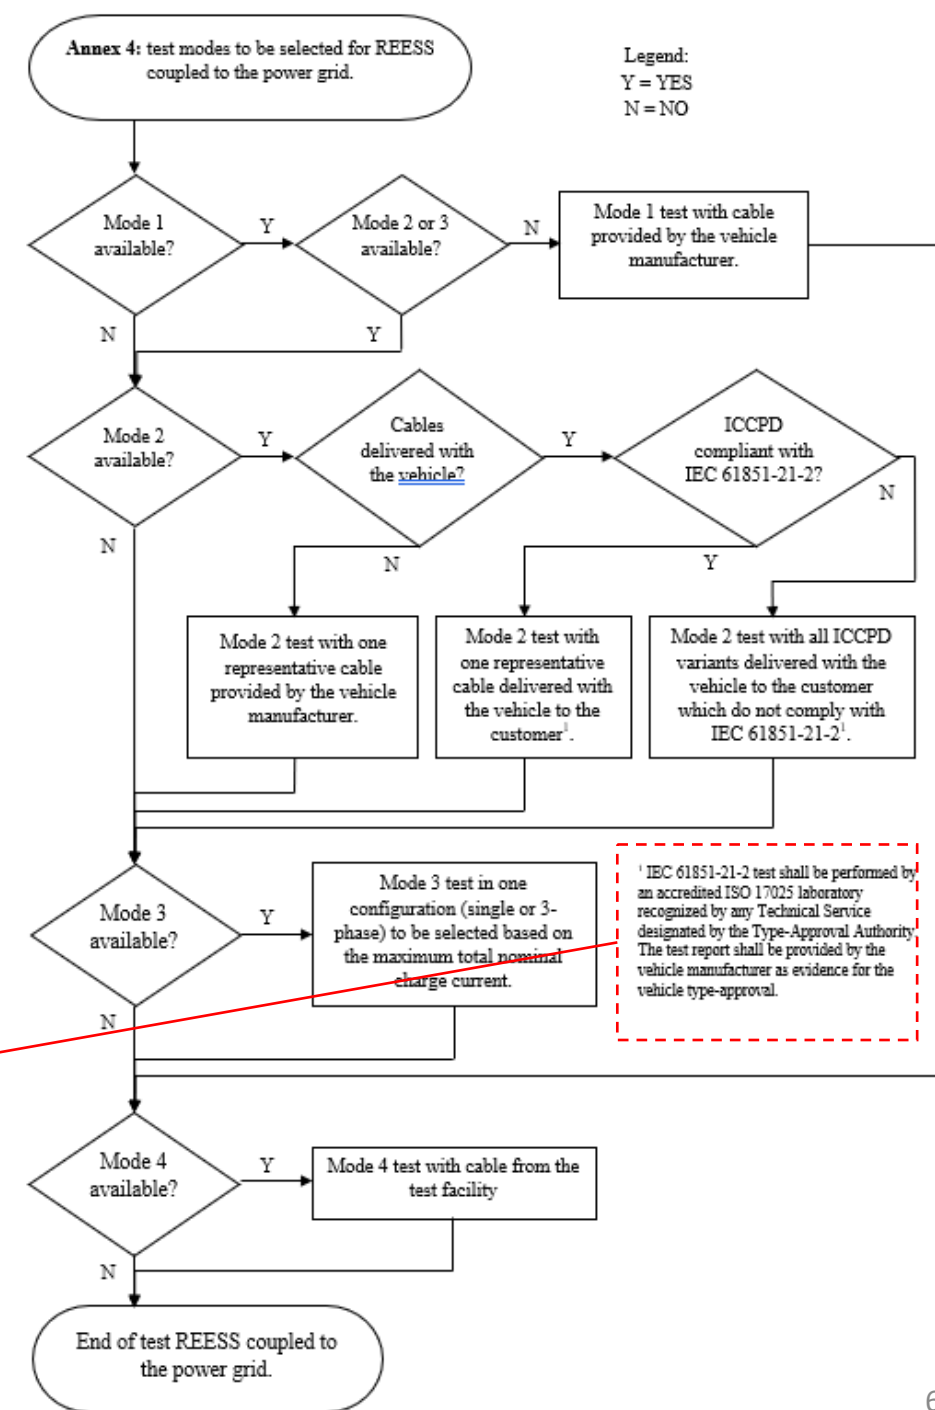 Annex 4: test modes to be selected for REESS
coupled to the power grid.
Legend:
Y = YES
N = NO
Mode 1
available?
Y
Mode 2 or 3
available?
N
Mode 1 test with cable
provided by the vehicle
manufacturer.
N
Y
Mode 2
available?
Y
Cables
delivered with
the vehicle?
Y
ICCPD
compliant with
IEC 61851-21-2?
N
N
N
Y
Mode 2 test with one
representative cable
provided by the vehicle
manufacturer.
Mode 2 test with
one representative
cable delivered with
the vehicle to the
customer¹.
Mode 2 test with all ICCPD
variants delivered with the
vehicle to the customer
which do not comply with
IEC 61851-21-2¹.
Mode 3
available?
Y
Mode 3 test in one
configuration (single or 3-
phase) to be selected based on
the maximum total nominal
charge current.
¹ IEC 61851-21-2 test shall be performed by
an accredited ISO 17025 laboratory
recognized by any Technical Service
designated by the Type-Approval Authority
The test report shall be provided by the
vehicle manufacturer as evidence for the
vehicle type-approval.
N
Mode 4
available?
Y
Mode 4 test with cable from the
test facility
N
End of test REESS coupled to
the power grid.
6